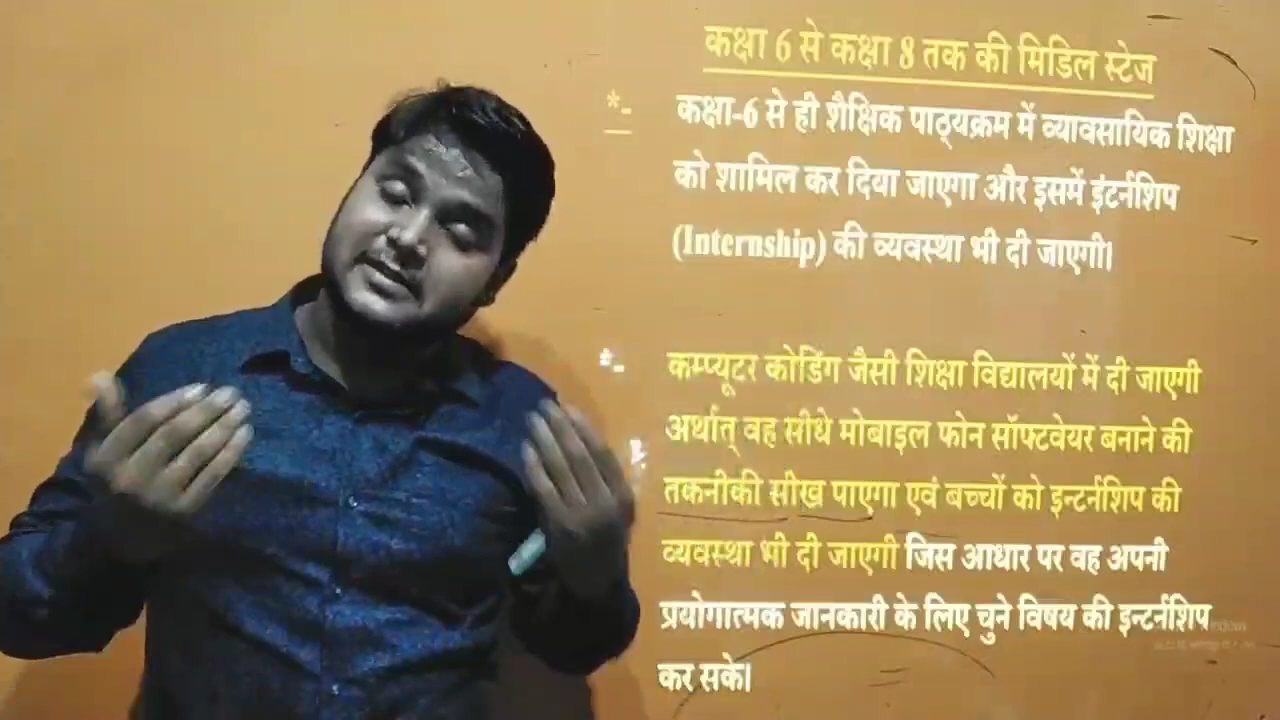 कक्षा 6 से कक्षा 8 तक की मिडिल स्टेज
*- कक्षा-6 से ही शैक्षिक पाठ्यक्रम में व्यावसायिक शिक्षा
को शामिल कर दिया जाएगा और इसमें इंटर्नशिप
(Internship) की व्यवस्था भी दी जाएगी।
*- कम्प्यूटर कोडिंग जैसी शिक्षा विद्यालयों में दी जाएगी
अर्थात् वह सीधे मोबाइल फोन सॉफ्टवेयर बनाने की
तकनीकी सीख पाएगा एवं बच्चों को इन्टर्नशिप की
व्यवस्था भी दी जाएगी जिस आधार पर वह अपनी
प्रयोगात्मक जानकारी के लिए चुने विषय की इन्टर्नशिप
कर सके।